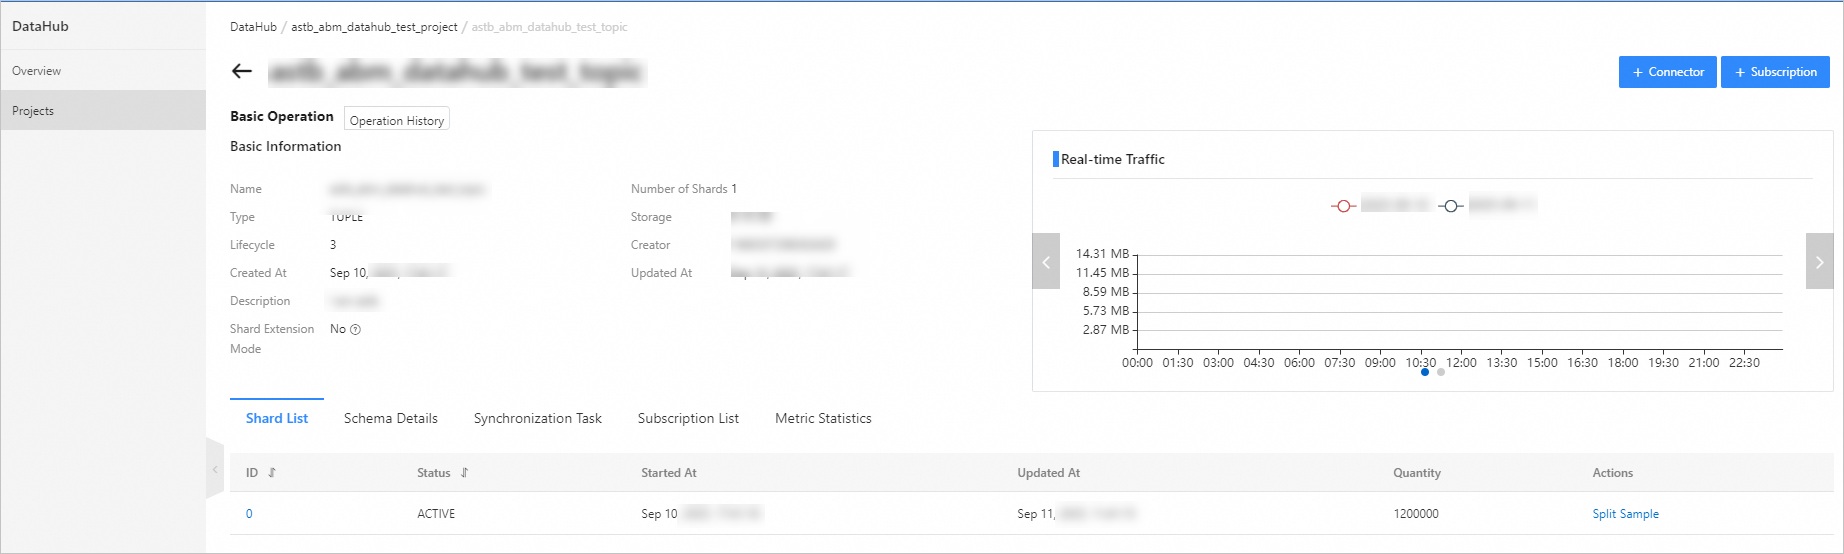 DataHub
Overview
Projects
DataHub / astb_abm_datahub_test_project / astb_abm_datahub_test_topic
astb_abm_datahub_test_topic
+ Connector
+ Subscription
Basic Operation
Operation History
Basic Information
Name
Number of Shards 1
Type TUPLE
Storage
Lifecycle 3
Creator
Created At Sep 10,
Updated At
Description
Shard Extension Mode No
Real-time Traffic
14.31 MB
11.45 MB
8.59 MB
5.73 MB
2.87 MB
00:00 01:30 03:00 04:30 06:00 07:30 09:00 10:30 12:00 13:30 15:00 16:30 18:00 19:30 21:00 22:30
Shard List Schema Details Synchronization Task Subscription List Metric Statistics
ID Status Started At Updated At Quantity Actions
0 ACTIVE Sep 10 Sep 11, 1200000 Split Sample